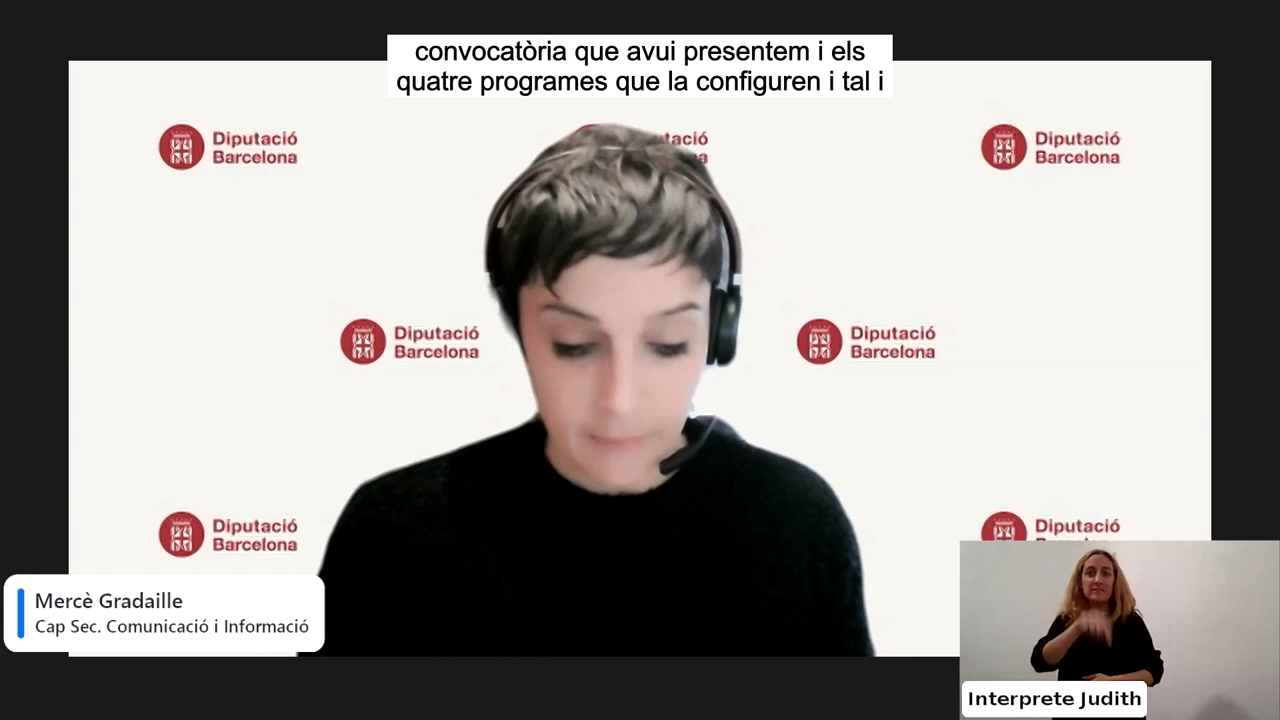 convocatòria que avui presentem i els
quatre programes que la configuren i tal i
Diputació
Barcelona
Diputació
Barcelona
Diputació
Barcelona
Diputació
Barcelona
Diputació
Barcelona
Diputació
Mercè Gradaille
Cap Sec. Comunicació i Informació
Interprete Judith